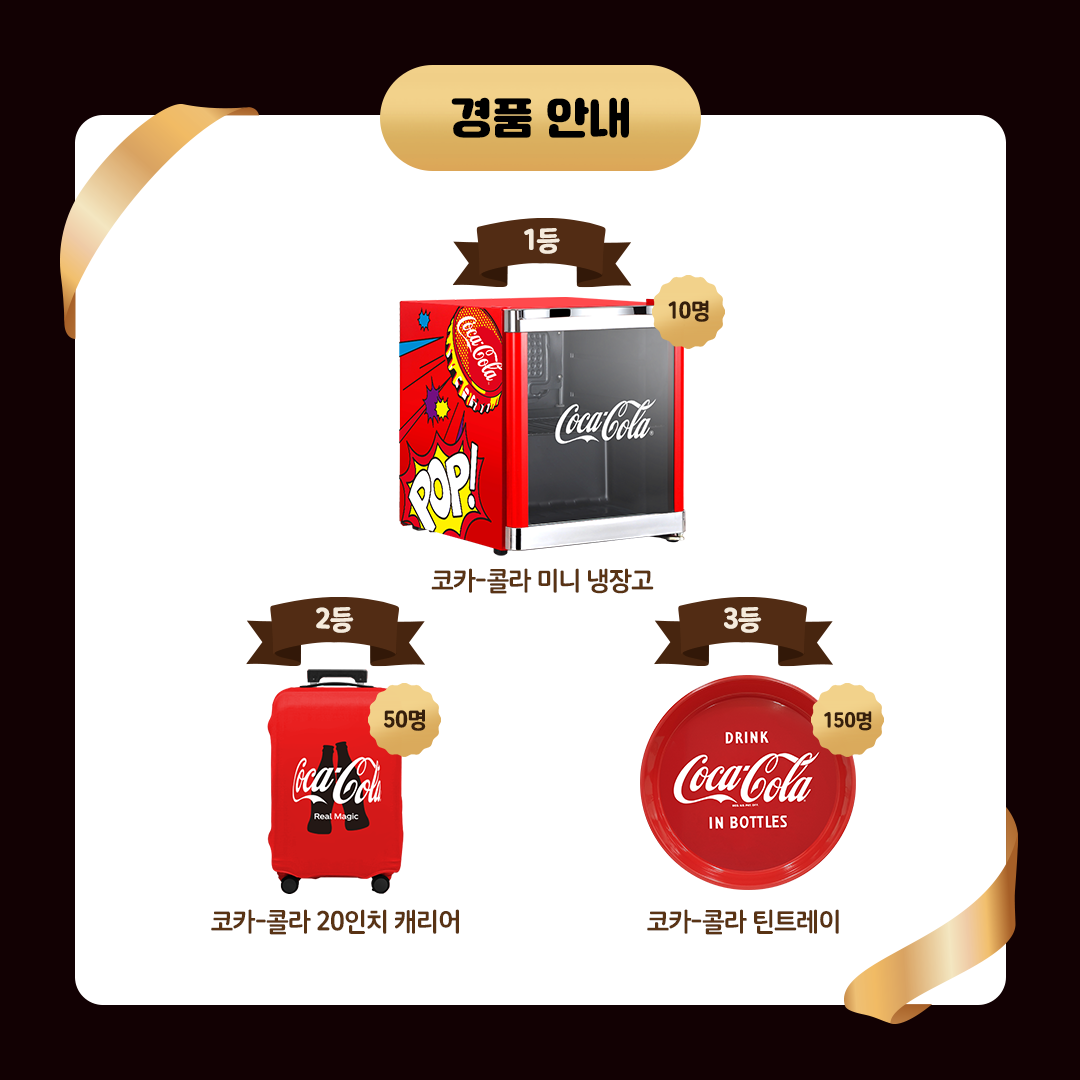 경품 안내
1등
10명
Coca-Cola
POP!
Coca-Cola
코카-콜라 미니 냉장고
2등
50명
Coca-Cola
Real Magic
코카-콜라 20인치 캐리어
3등
150명
DRINK
Coca-Cola
IN BOTTLES
코카-콜라 틴트레이